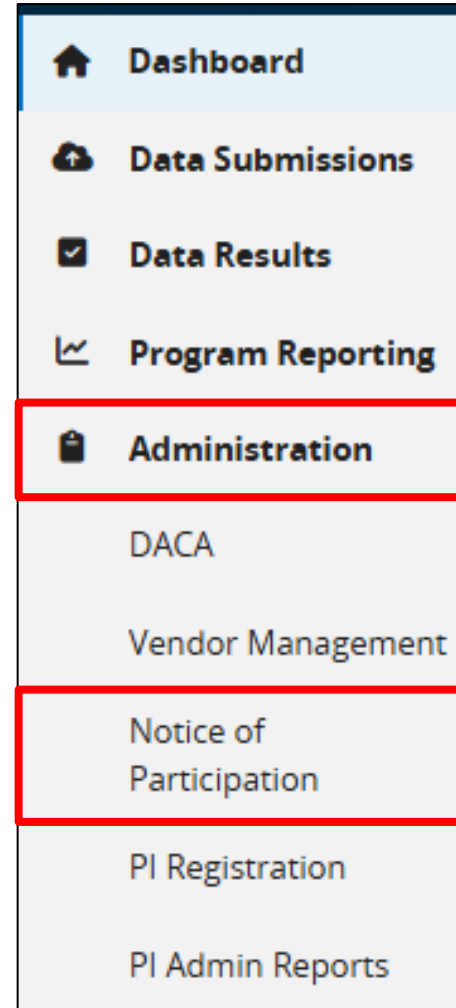 Dashboard
Data Submissions
Data Results
Program Reporting
Administration
DACA
Vendor Management
Notice of
Participation
PI Registration
PI Admin Reports